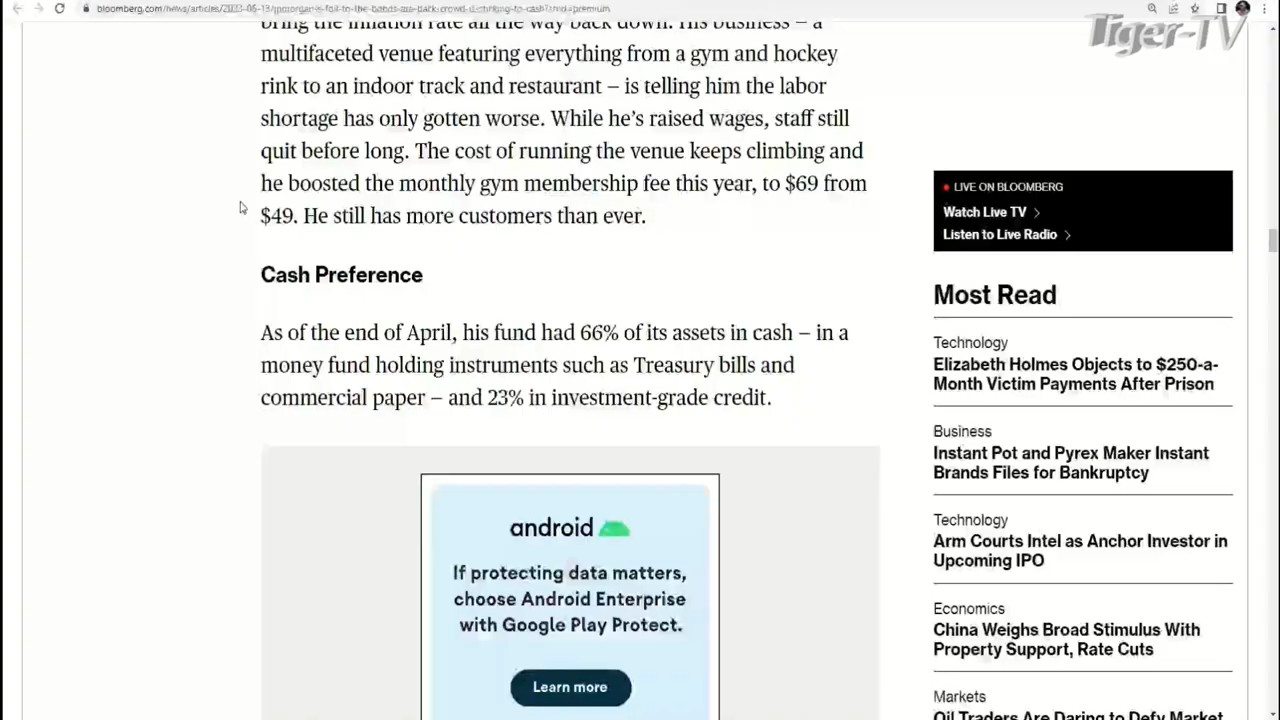 bloomberg.com/news/articles/2023-06-13/jpmorgan-is-foil-to-the-bonds-are-back-crowd-
Tiger-TV
bring the inflation rate all the way back down. His business – a
multifaceted venue featuring everything from a gym and hockey
rink to an indoor track and restaurant – is telling him the labor
shortage has only gotten worse. While he's raised wages, staff still
quit before long. The cost of running the venue keeps climbing and
he boosted the monthly gym membership fee this year, to $69 from
$49. He still has more customers than ever.
Cash Preference
As of the end of April, his fund had 66% of its assets in cash – in a
money fund holding instruments such as Treasury bills and
commercial paper – and 23% in investment-grade credit.
android
If protecting data matters,
choose Android Enterprise
with Google Play Protect.
Learn more
LIVE ON BLOOMBERG
Watch Live TV
Listen to Live Radio
Most Read
Technology
Elizabeth Holmes Objects to $250-a-
Month Victim Payments After Prison
Business
Instant Pot and Pyrex Maker Instant
Brands Files for Bankruptcy
Technology
Arm Courts Intel as Anchor Investor in
Upcoming IPO
Economics
China Weighs Broad Stimulus With
Property Support, Rate Cuts
Markets
Oil Traders Are Daring to Defy Market